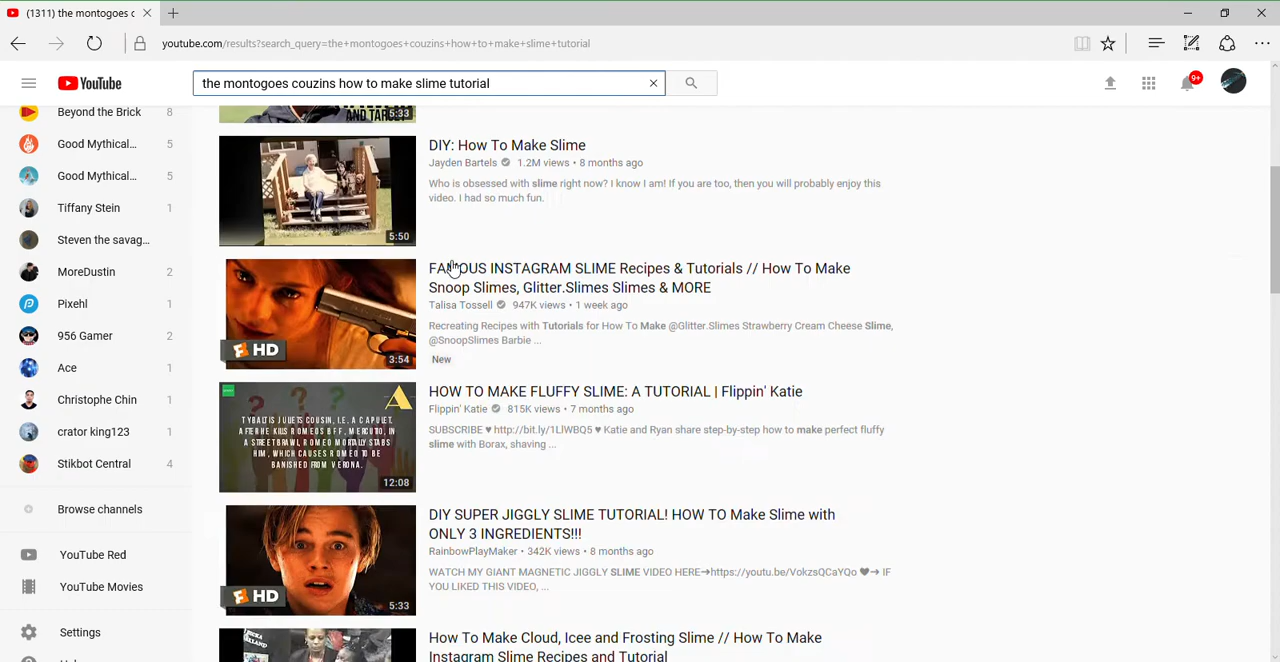 (1311) the montogoes c
youtube.com/results?search_query=the+montogoes+couzins+how+to+make+slime+tutorial
YouTube
the montogoes couzins how to make slime tutorial
9+
Beyond the Brick 8
Good Mythical... 5
Good Mythical... 5
Tiffany Stein 1
Steven the savag...
MoreDustin 2
Pixehl 1
956 Gamer 2
Ace 1
Christophe Chin 1
crator king123 1
Stikbot Central 4
Browse channels
YouTube Red
YouTube Movies
Settings
AND TARGET
5:33
5:50
DIY: How To Make Slime
Jayden Bartels 1.2M views • 8 months ago
Who is obsessed with slime right now? I know I am! If you are too, then you will probably enjoy this
video. I had so much fun.
HD
3:54
FAMOUS INSTAGRAM SLIME Recipes & Tutorials // How To Make
Snoop Slimes, Glitter.Slimes Slimes & MORE
Talisa Tossell 947K views • 1 week ago
Recreating Recipes with Tutorials for How To Make @Glitter.Slimes Strawberry Cream Cheese Slime,
@SnoopSlimes Barbie ...
New
TYBALT IS JULIETS COUSIN, I.E, A CAPULET.
AFTER HE KILLS ROMEOS BFF, MERCUTIO, IN
A STREET BRAWL, ROMEO MORTALLY STABS
HIM, WHICH CAUSES ROMEO TO BE
BANISHED FROM VERONA.
12:08
HOW TO MAKE FLUFFY SLIME: A TUTORIAL | Flippin' Katie
Flippin' Katie 815K views • 7 months ago
SUBSCRIBE ♥ http://bit.ly/1LlWBQ5 ♥ Katie and Ryan share step-by-step how to make perfect fluffy
slime with Borax, shaving ...
HD
5:33
DIY SUPER JIGGLY SLIME TUTORIAL! HOW TO Make Slime with
ONLY 3 INGREDIENTS!!!
RainbowPlayMaker • 342K views • 8 months ago
WATCH MY GIANT MAGNETIC JIGGLY SLIME VIDEO HERE➔https://youtu.be/VokzsQCaYQo ❤➔ IF
YOU LIKED THIS VIDEO, ...
How To Make Cloud, Icee and Frosting Slime // How To Make
Instagram Slime Recipes and Tutorial